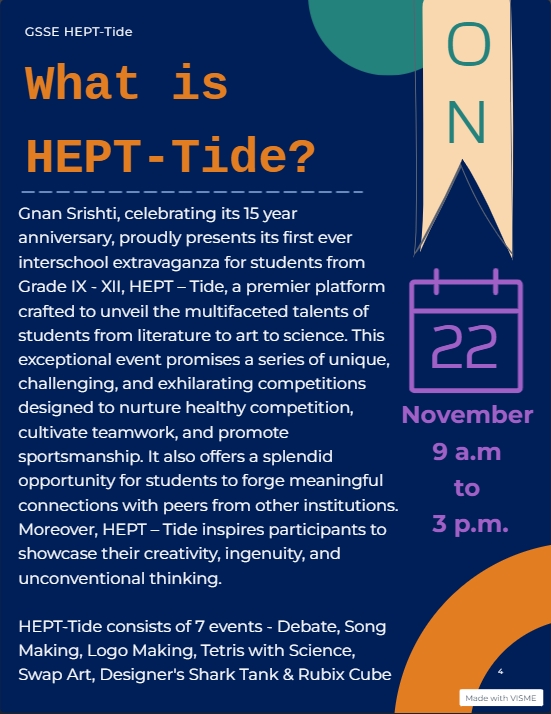 GSSE HEPT-Tide
What is
HEPT-Tide?
Gnan Srishti, celebrating its 15 year
anniversary, proudly presents its first ever
interschool extravaganza for students from
Grade IX - XII, HEPT – Tide, a premier platform
crafted to unveil the multifaceted talents of
students from literature to art to science. This
exceptional event promises a series of unique,
challenging, and exhilarating competitions
designed to nurture healthy competition,
cultivate teamwork, and promote
sportsmanship. It also offers a splendid
opportunity for students to forge meaningful
connections with peers from other institutions.
Moreover, HEPT – Tide inspires participants to
showcase their creativity, ingenuity, and
unconventional thinking.
HEPT-Tide consists of 7 events - Debate, Song
Making, Logo Making, Tetris with Science,
Swap Art, Designer's Shark Tank & Rubix Cube
O
N
22
November
9 a.m
to
3 p.m.
4
Made with VISME